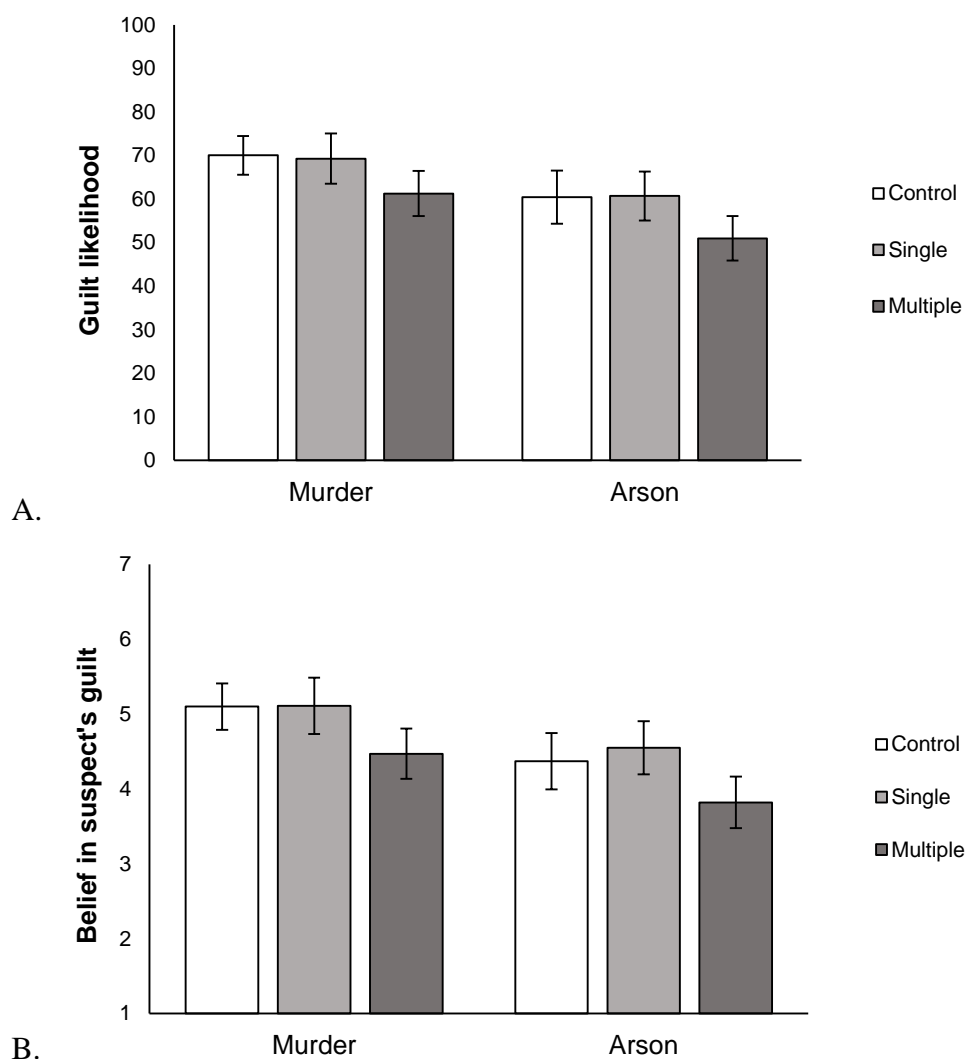 Guilt likelihood
100
90
80
70
60
50
40
30
20
10
0
Murder Arson
Control
Single
Multiple
A.
Belief in suspect's guilt
7
6
5
4
3
2
1
Murder Arson
Control
Single
Multiple
B.